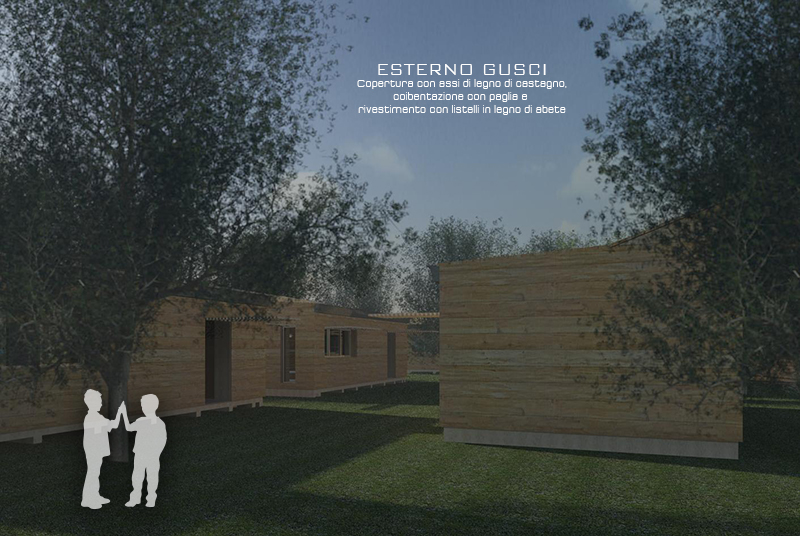 ESTERNO GUSCI
Copertura con assi di legno di castagno,
coibentazione con paglia e
rivestimento con listelli in legno di abete